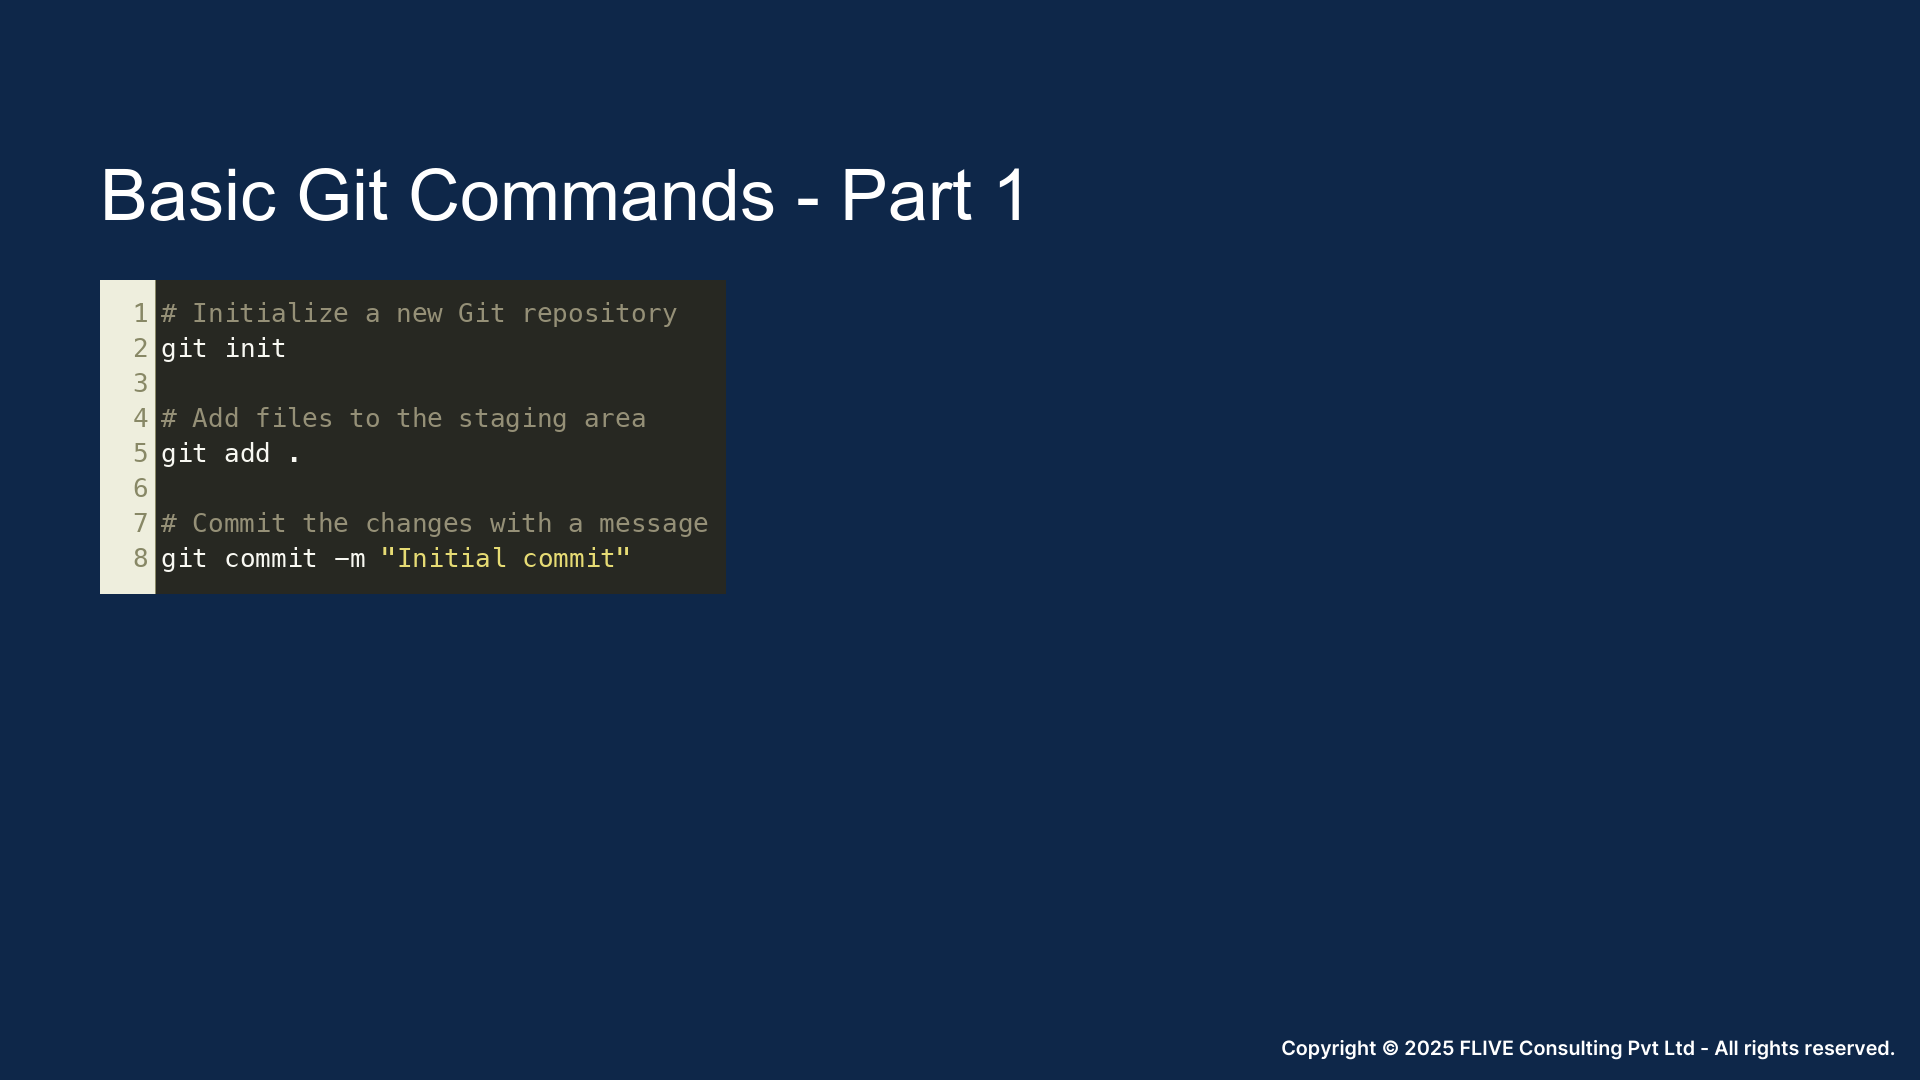 Basic Git Commands - Part 1
1 # Initialize a new Git repository
2 git init
3
4 # Add files to the staging area
5 git add .
6
7 # Commit the changes with a message
8 git commit -m "Initial commit"
Copyright © 2025 FLIVE Consulting Pvt Ltd - All rights reserved.